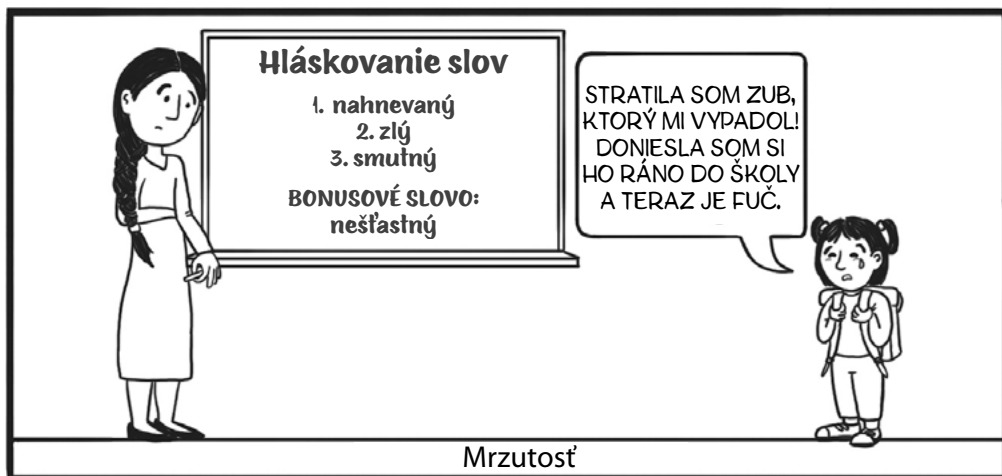 Hláskovanie slov
1. nahnevaný
2. zlý
3. smutný
BONUSOVÉ SLOVO:
nešťastný
STRATILA SOM ZUB,
KTORÝ MI VYPADOL!
DONIESLA SOM SI
HO RÁNO DO ŠKOLY
A TERAZ JE FUČ.
Mrzutosť